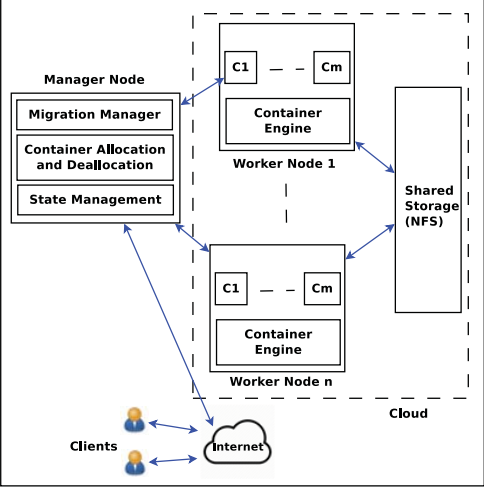 Manager Node
Migration Manager
Container Allocation
and Deallocation
State Management
C1
Cm
Container
Engine
Worker Node 1
C1
Cm
Container
Engine
Worker Node n
Shared
Storage
(NFS)
Cloud
Clients
Internet